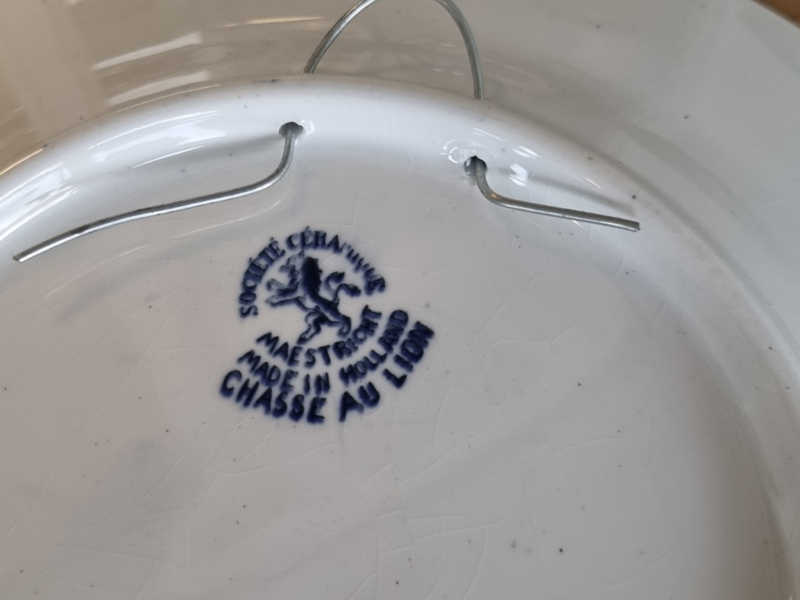 SOCIÉTÉ CÉRAMIQUE
MAESTRICHT
MADE IN HOLLAND
CHASSE AU LION